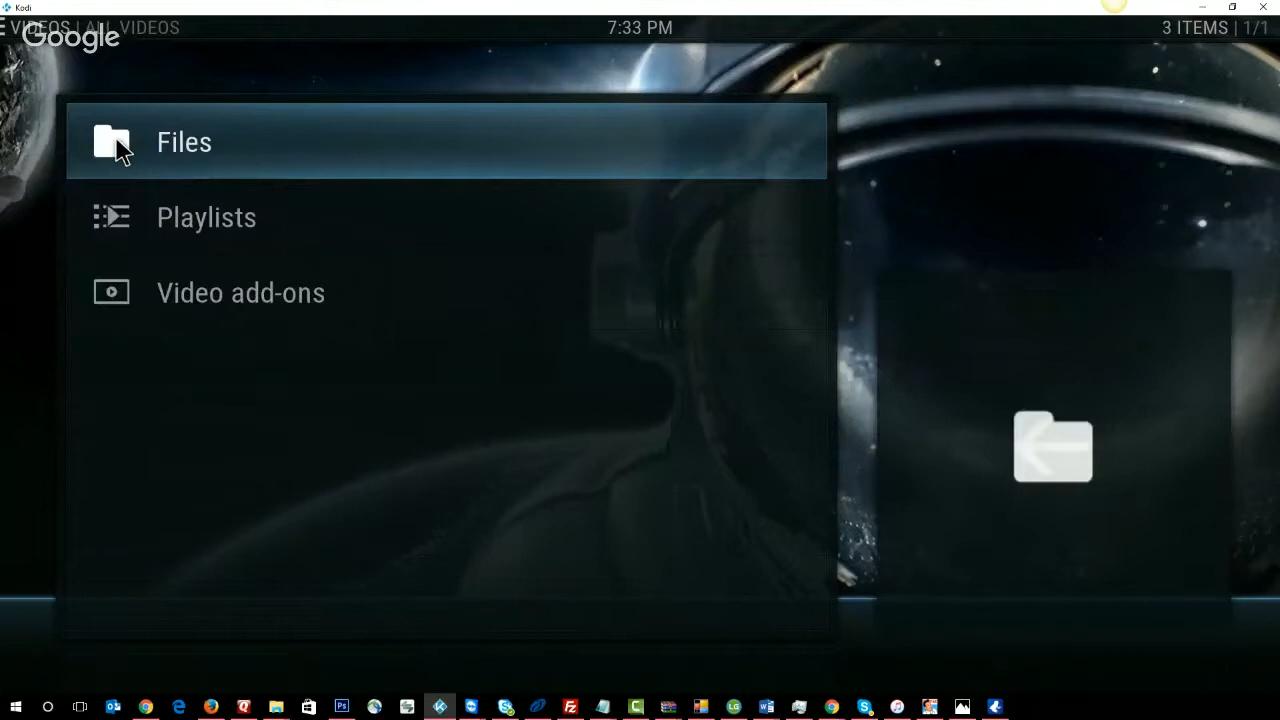 Kodi
VIDEOS | ALL VIDEOS
7:33 PM
3 ITEMS | 1/1
Google
Files
Playlists
Video add-ons